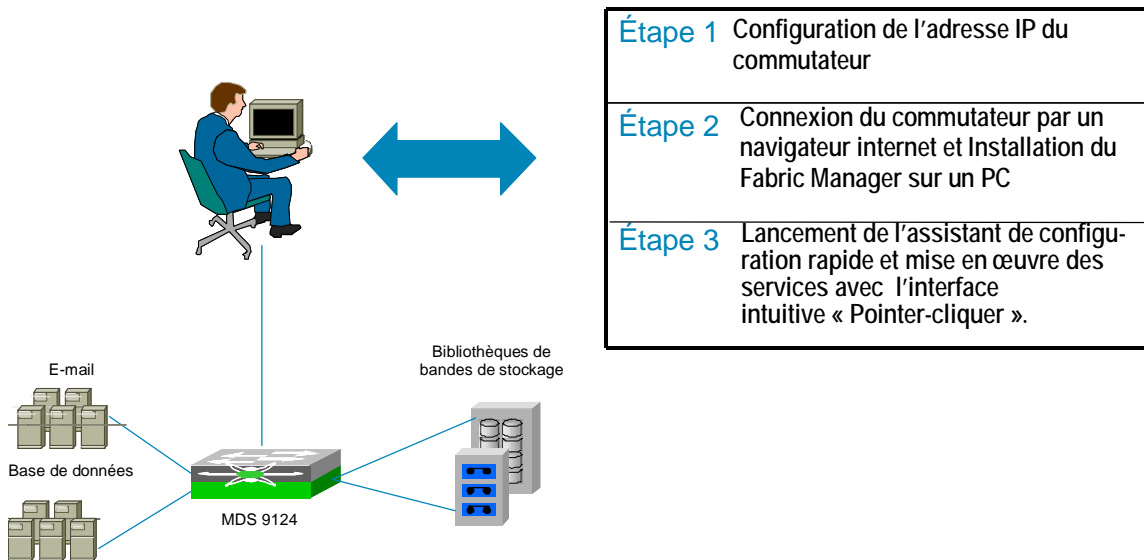 Étape 1 Configuration de l'adresse IP du
commutateur
Étape 2 Connexion du commutateur par un
navigateur internet et Installation du
Fabric Manager sur un PC
Étape 3 Lancement de l'assistant de configu-
ration rapide et mise en œuvre des
services avec l'interface
intuitive « Pointer-cliquer ».
E-mail
Bibliothèques de
bandes de stockage
Base de données
MDS 9124